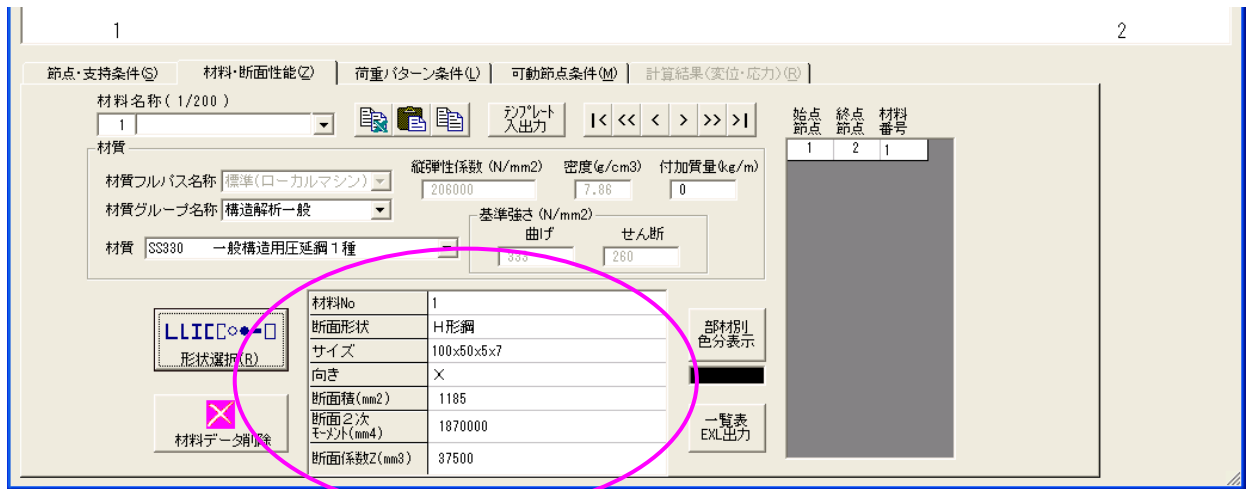 1 2
節点・支持条件(S) 材料・断面性能(Z) 荷重パターン条件(L) 可動節点条件(M) 計算結果(変位・応力)(R)
材料名称(1/200)
1
テンプレート
入出力
|< << < > >> >|
始点 終点 材料
節点 節点 番号
1 2 1
材質
材質フルパス名称 標準(ローカルマシン)
縦弾性係数 (N/mm2) 密度(g/cm3) 付加質量(kg/m)
206000 7.86 0
材質グループ名称 構造解析一般
基準強さ (N/mm2)
曲げ せん断
材質 SS330 一般構造用圧延鋼1種
333 260
LLI
形状選択(R)
材料データ削除
材料No 1
断面形状 H形鋼
サイズ 100x50x5x7
向き X
断面積(mm2) 1185
断面2次
モーメント(mm4) 1870000
断面係数Z(mm3) 37500
部材別
色分表示
一覧表
EXL出力